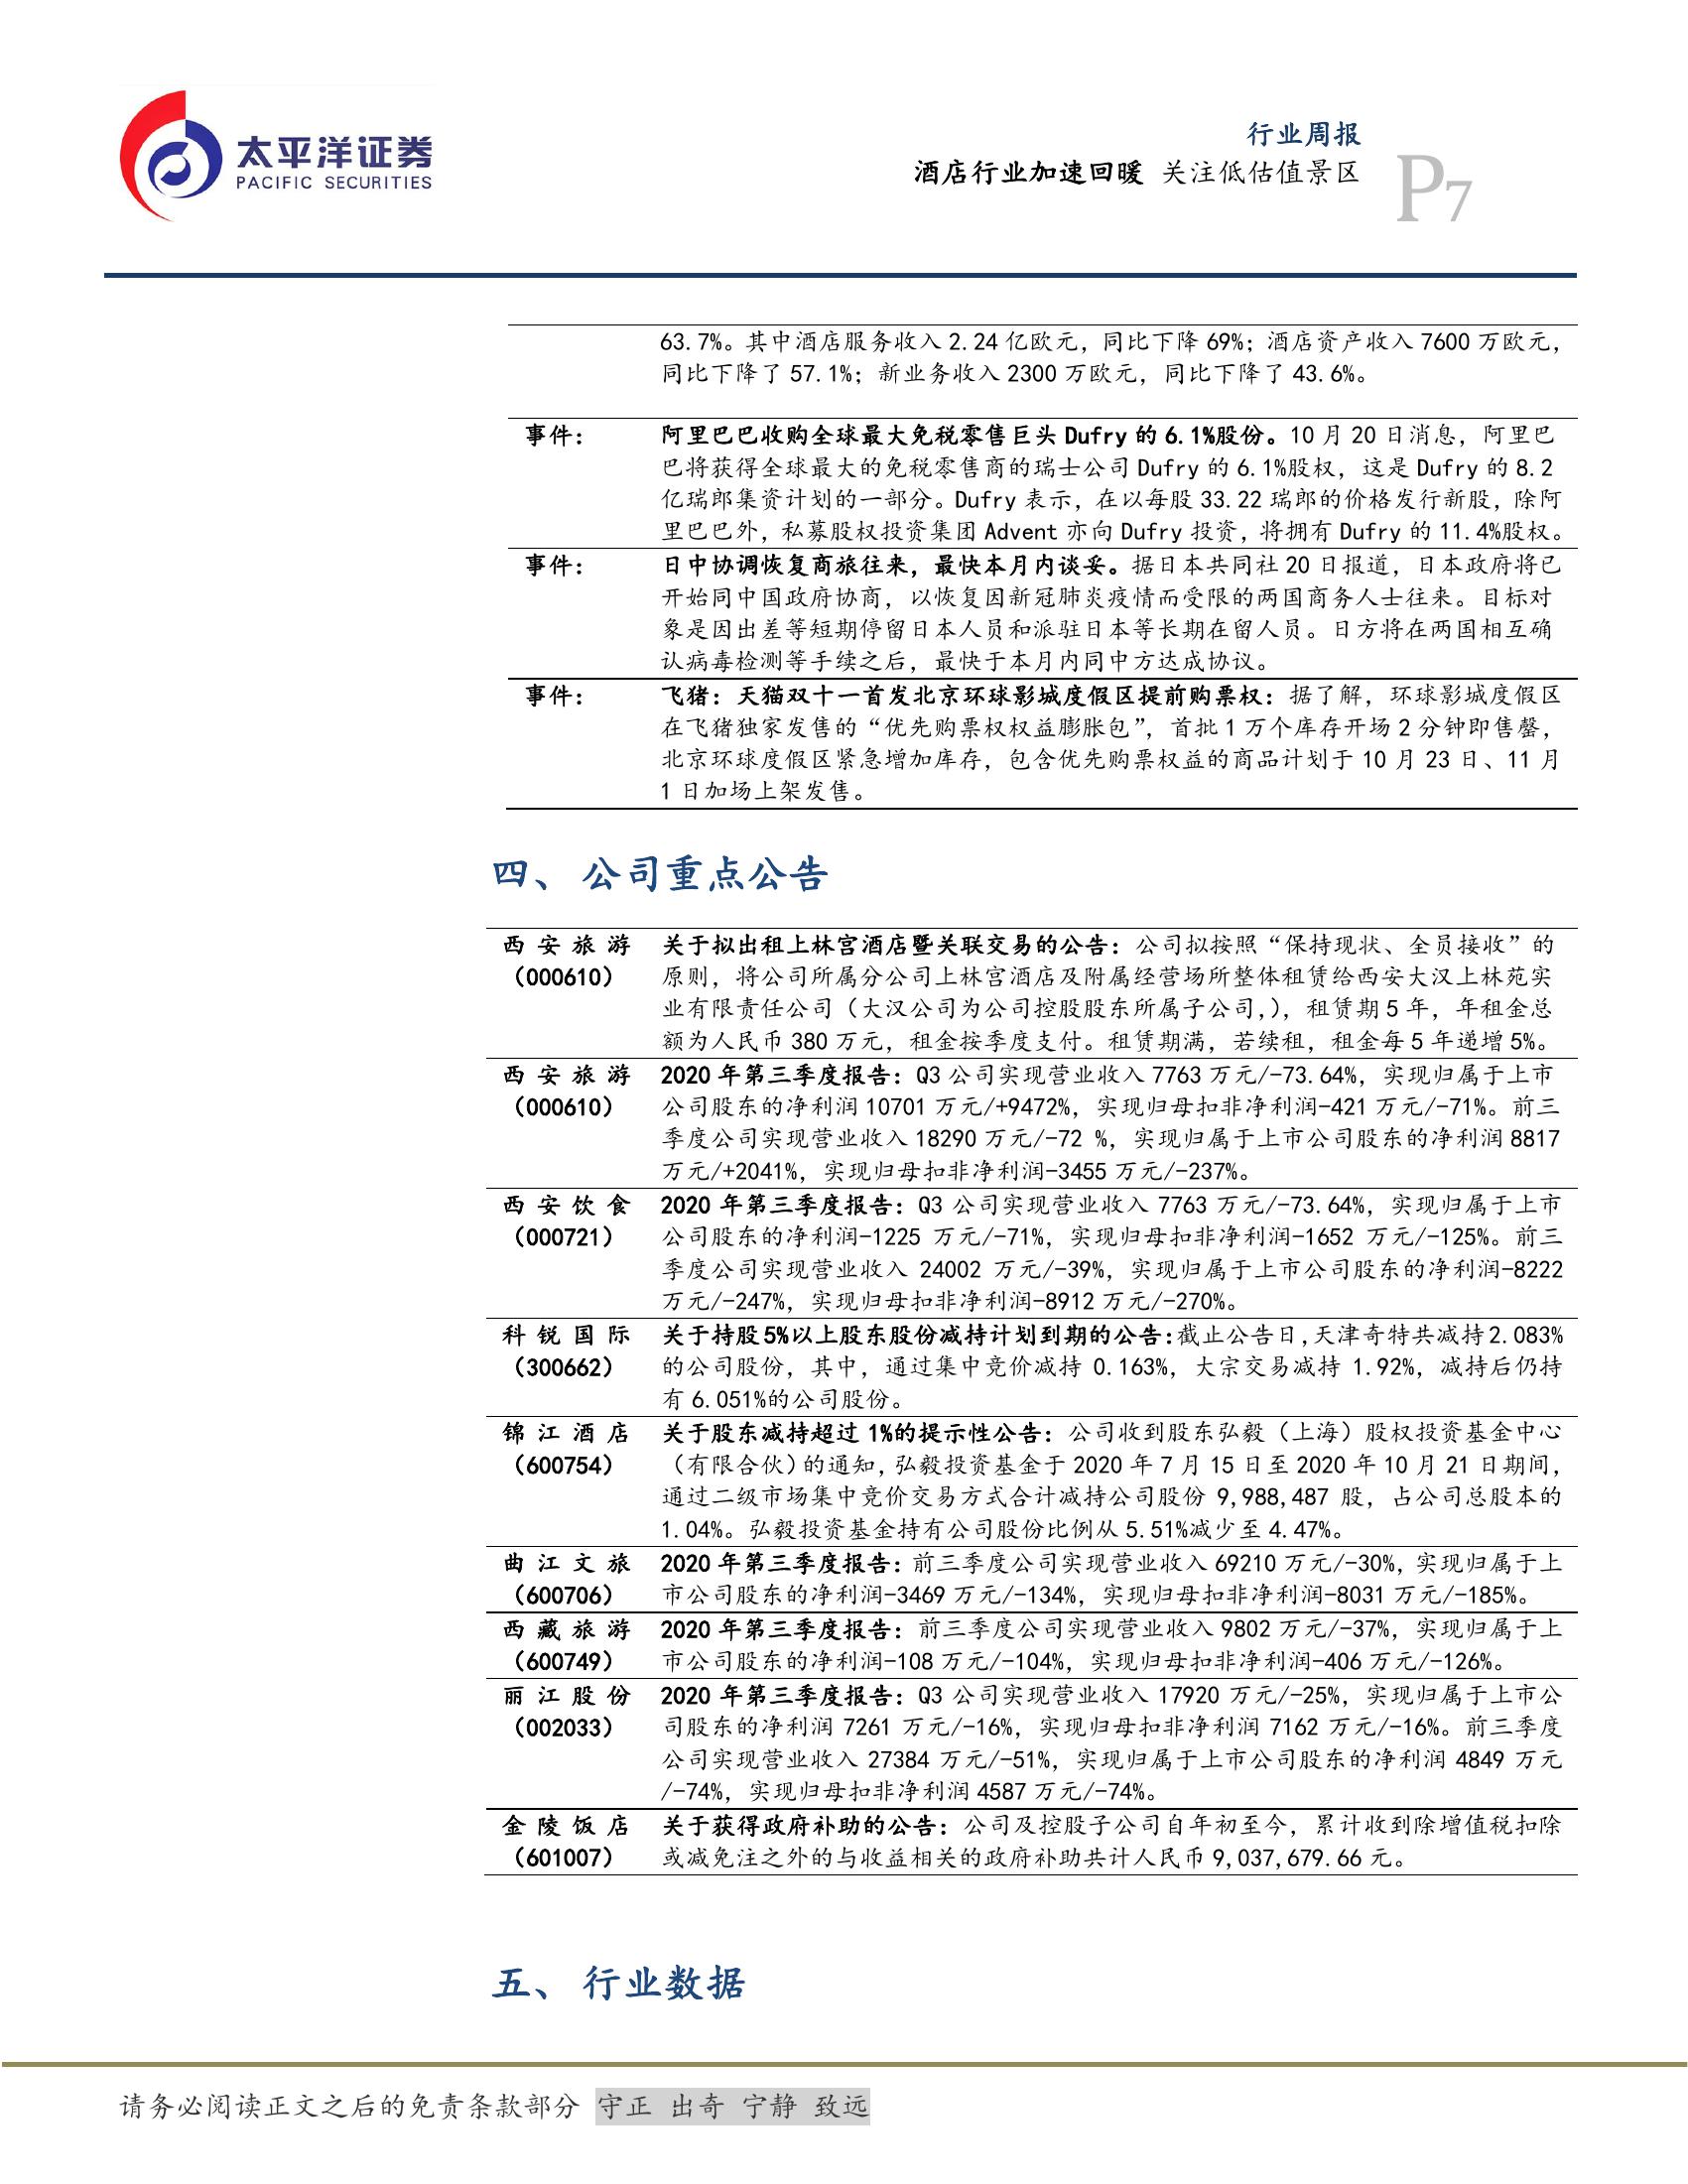 太平洋证券
PACIFIC SECURITIES
行业周报
酒店行业加速回暖 关注低估值景区
P7
63.7%。其中酒店服务收入 2.24 亿欧元，同比下降 69%；酒店资产收入 7600 万欧元，
同比下降了 57.1%；新业务收入 2300 万欧元，同比下降了 43.6%。
事件： 阿里巴巴收购全球最大免税零售巨头 Dufry 的 6.1%股份。10 月 20 日消息，阿里巴
巴将获得全球最大的免税零售商的瑞士公司 Dufry 的 6.1%股权，这是 Dufry 的 8.2
亿瑞郎集资计划的一部分。Dufry 表示，在以每股 33.22 瑞郎的价格发行新股，除阿
里巴巴外，私募股权投资集团 Advent 亦向 Dufry 投资，将拥有 Dufry 的 11.4%股权。
事件： 日中协调恢复商旅往来，最快本月内谈妥。据日本共同社 20 日报道，日本政府将已
开始同中国政府协商，以恢复因新冠肺炎疫情而受限的两国商务人士往来。目标对
象是因出差等短期停留日本人员和派驻日本等长期在留人员。日方将在两国相互确
认病毒检测等手续之后，最快于本月内同中方达成协议。
事件： 飞猪：天猫双十一首发北京环球影城度假区提前购票权：据了解，环球影城度假区
在飞猪独家发售的“优先购票权权益膨胀包”，首批 1 万个库存开场 2 分钟即售罄，
北京环球度假区紧急增加库存，包含优先购票权益的商品计划于 10 月 23 日、11 月
1 日加场上架发售。
四、 公司重点公告
西安旅游 关于拟出租上林宫酒店暨关联交易的公告：公司拟按照“保持现状、全员接收”的
（000610） 原则，将公司所属分公司上林宫酒店及附属经营场所整体租赁给西安大汉上林苑实
业有限责任公司（大汉公司为公司控股股东所属子公司,），租赁期 5 年，年租金总
额为人民币 380 万元，租金按季度支付。租赁期满，若续租，租金每 5 年递增 5%。
西安旅游 2020 年第三季度报告：Q3 公司实现营业收入 7763 万元/-73.64%，实现归属于上市
（000610） 公司股东的净利润 10701 万元/+9472%，实现归母扣非净利润-421 万元/-71%。前三
季度公司实现营业收入 18290 万元/-72 %，实现归属于上市公司股东的净利润 8817
万元/+2041%，实现归母扣非净利润-3455 万元/-237%。
西安饮食 2020 年第三季度报告：Q3 公司实现营业收入 7763 万元/-73.64%，实现归属于上市
（000721） 公司股东的净利润-1225 万元/-71%，实现归母扣非净利润-1652 万元/-125%。前三
季度公司实现营业收入 24002 万元/-39%，实现归属于上市公司股东的净利润-8222
万元/-247%，实现归母扣非净利润-8912 万元/-270%。
科锐国际 关于持股5%以上股东股份减持计划到期的公告：截止公告日，天津奇特共减持2.083%
（300662） 的公司股份，其中，通过集中竞价减持 0.163%，大宗交易减持 1.92%，减持后仍持
有 6.051%的公司股份。
锦江酒店 关于股东减持超过 1%的提示性公告：公司收到股东弘毅（上海）股权投资基金中心
（600754） （有限合伙）的通知，弘毅投资基金于 2020 年 7 月 15 日至 2020 年 10 月 21 日期间，
通过二级市场集中竞价交易方式合计减持公司股份 9,988,487 股，占公司总股本的
1.04%。弘毅投资基金持有公司股份比例从 5.51%减少至 4.47%。
曲江文旅 2020 年第三季度报告：前三季度公司实现营业收入 69210 万元/-30%，实现归属于上
（600706） 市公司股东的净利润-3469 万元/-134%，实现归母扣非净利润-8031 万元/-185%。
西藏旅游 2020 年第三季度报告：前三季度公司实现营业收入 9802 万元/-37%，实现归属于上
（600749） 市公司股东的净利润-108 万元/-104%，实现归母扣非净利润-406 万元/-126%。
丽江股份 2020 年第三季度报告：Q3 公司实现营业收入 17920 万元/-25%，实现归属于上市公
（002033） 司股东的净利润 7261 万元/-16%，实现归母扣非净利润 7162 万元/-16%。前三季度
公司实现营业收入 27384 万元/-51%，实现归属于上市公司股东的净利润 4849 万元
/-74%，实现归母扣非净利润 4587 万元/-74%。
金陵饭店 关于获得政府补助的公告：公司及控股子公司自年初至今，累计收到除增值税扣除
（601007） 或减免注之外的与收益相关的政府补助共计人民币 9,037,679.66 元。
五、 行业数据
请务必阅读正文之后的免责条款部分 守正 出奇 宁静 致远